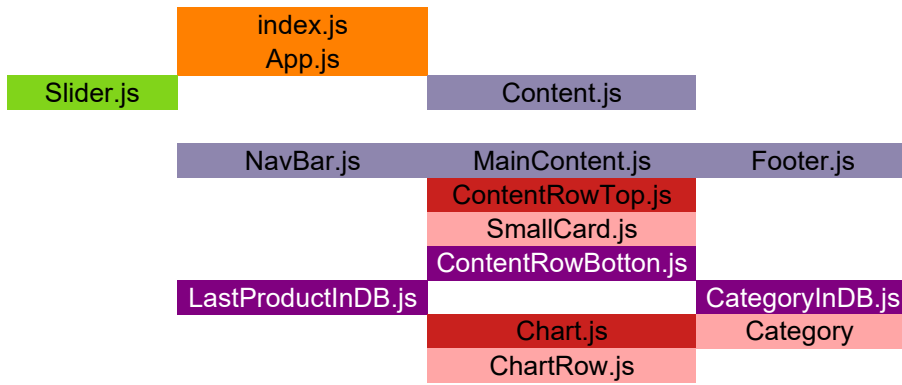 index.js
App.js
Slider.js Content.js
NavBar.js MainContent.js Footer.js
ContentRowTop.js
SmallCard.js
ContentRowBotton.js
LastProductInDB.js CategoryInDB.js
Chart.js Category
ChartRow.js